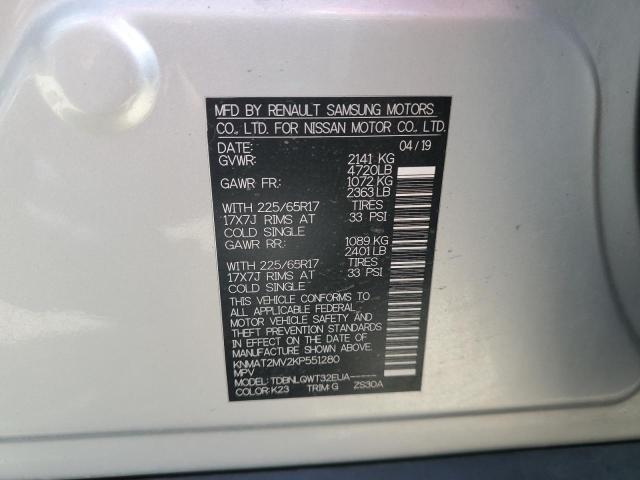 MFD BY RENAULT SAMSUNG MOTORS
CO., LTD. FOR NISSAN MOTOR CO., LTD.
DATE: 04/19
GVWR: 2141 KG
4720LB
GAWR FR: 1072 KG
2363 LB
WITH 225/65R17 TIRES
17X7J RIMS AT 33 PSI
COLD SINGLE
GAWR RR: 1089 KG
2401 LB
WITH 225/65R17 TIRES
17X7J RIMS AT 33 PSI
COLD SINGLE
THIS VEHICLE CONFORMS TO
ALL APPLICABLE FEDERAL
MOTOR VEHICLE SAFETY AND
THEFT PREVENTION STANDARDS
IN EFFECT ON THE DATE OF
MANUFACTURE SHOWN ABOVE.
KNMAT2MV2KP551280
MPV
MODEL: TDBNLQWT32EUA-----
COLOR: K23 TRIM: G ZS30A